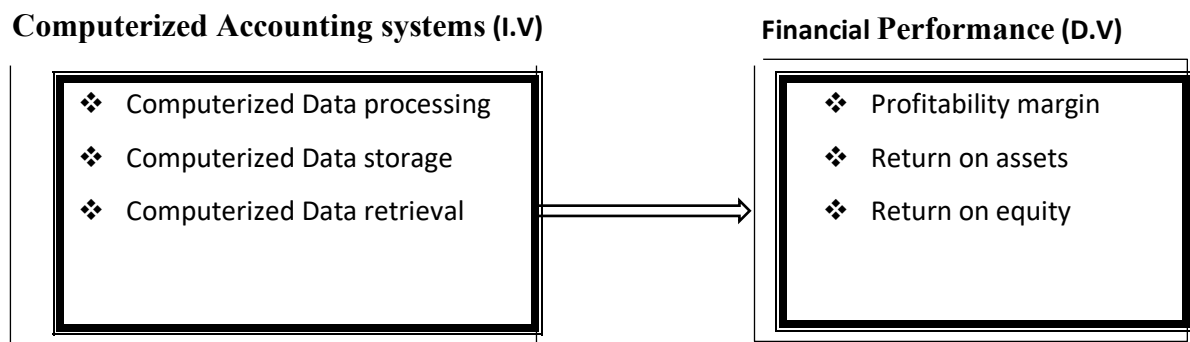 Computerized Accounting systems (I.V)
Financial Performance (D.V)
❖ Computerized Data processing
❖ Computerized Data storage
❖ Computerized Data retrieval
❖ Profitability margin
❖ Return on assets
❖ Return on equity